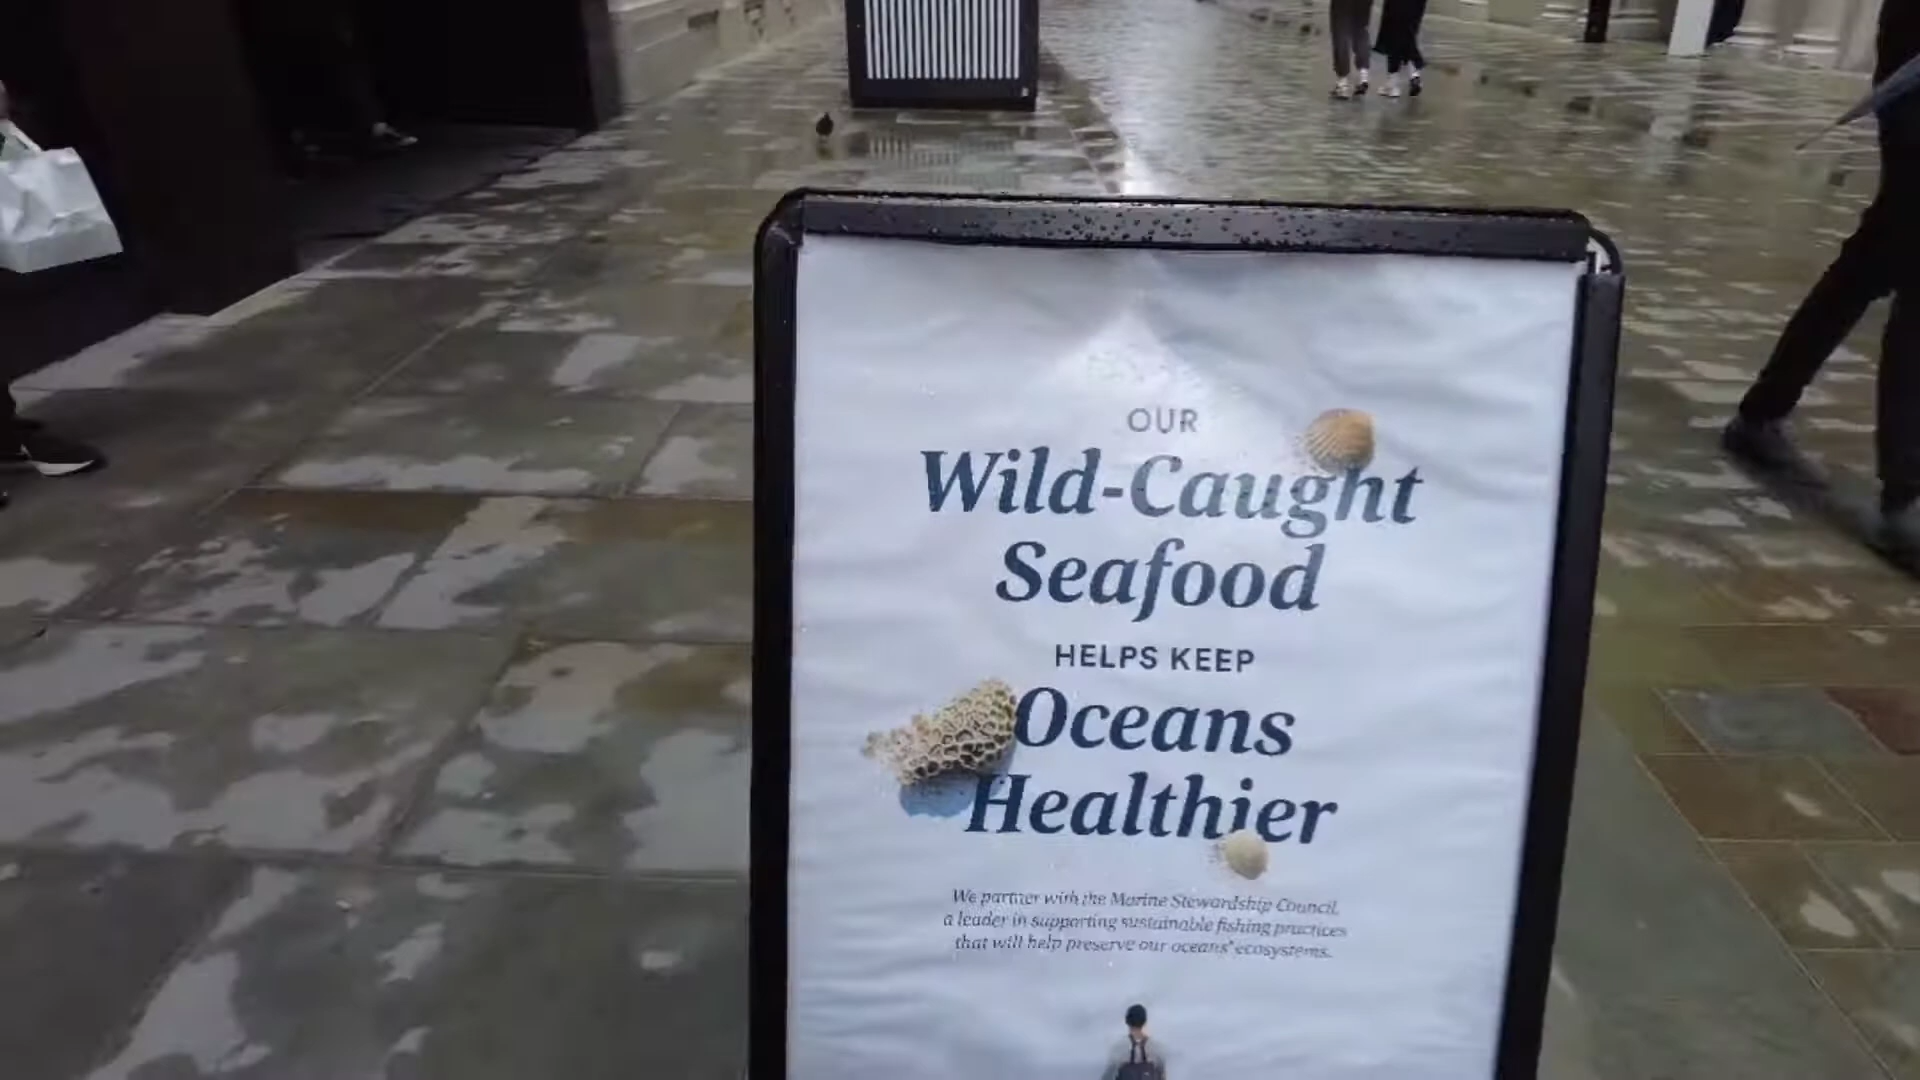 OUR
Wild-Caught
Seafood
HELPS KEEP
Oceans
Healthier
We partner with the Marine Stewardship Council,
a leader in supporting sustainable fishing practices
that will help preserve our oceans' ecosystems.